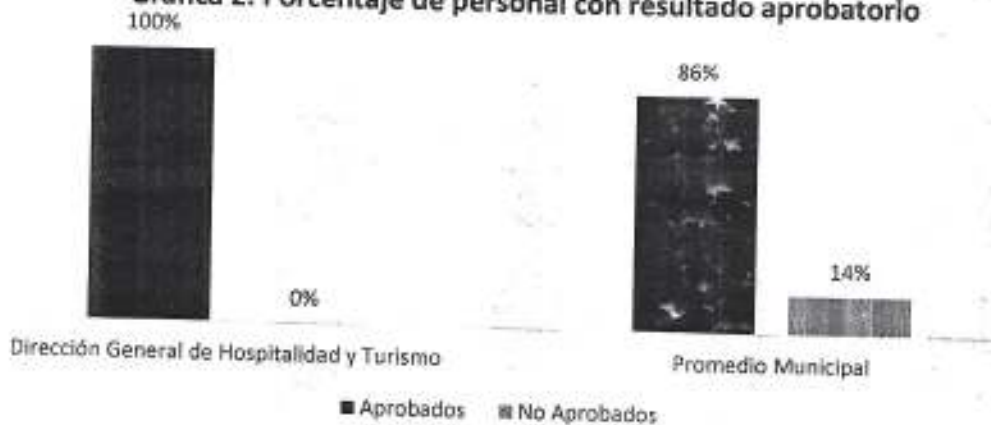 Gráfica 2. Porcentaje de personal con resultado aprobatorio
100%
86%
14%
0%
Dirección General de Hospitalidad y Turismo
Promedio Municipal
Aprobados
No Aprobados